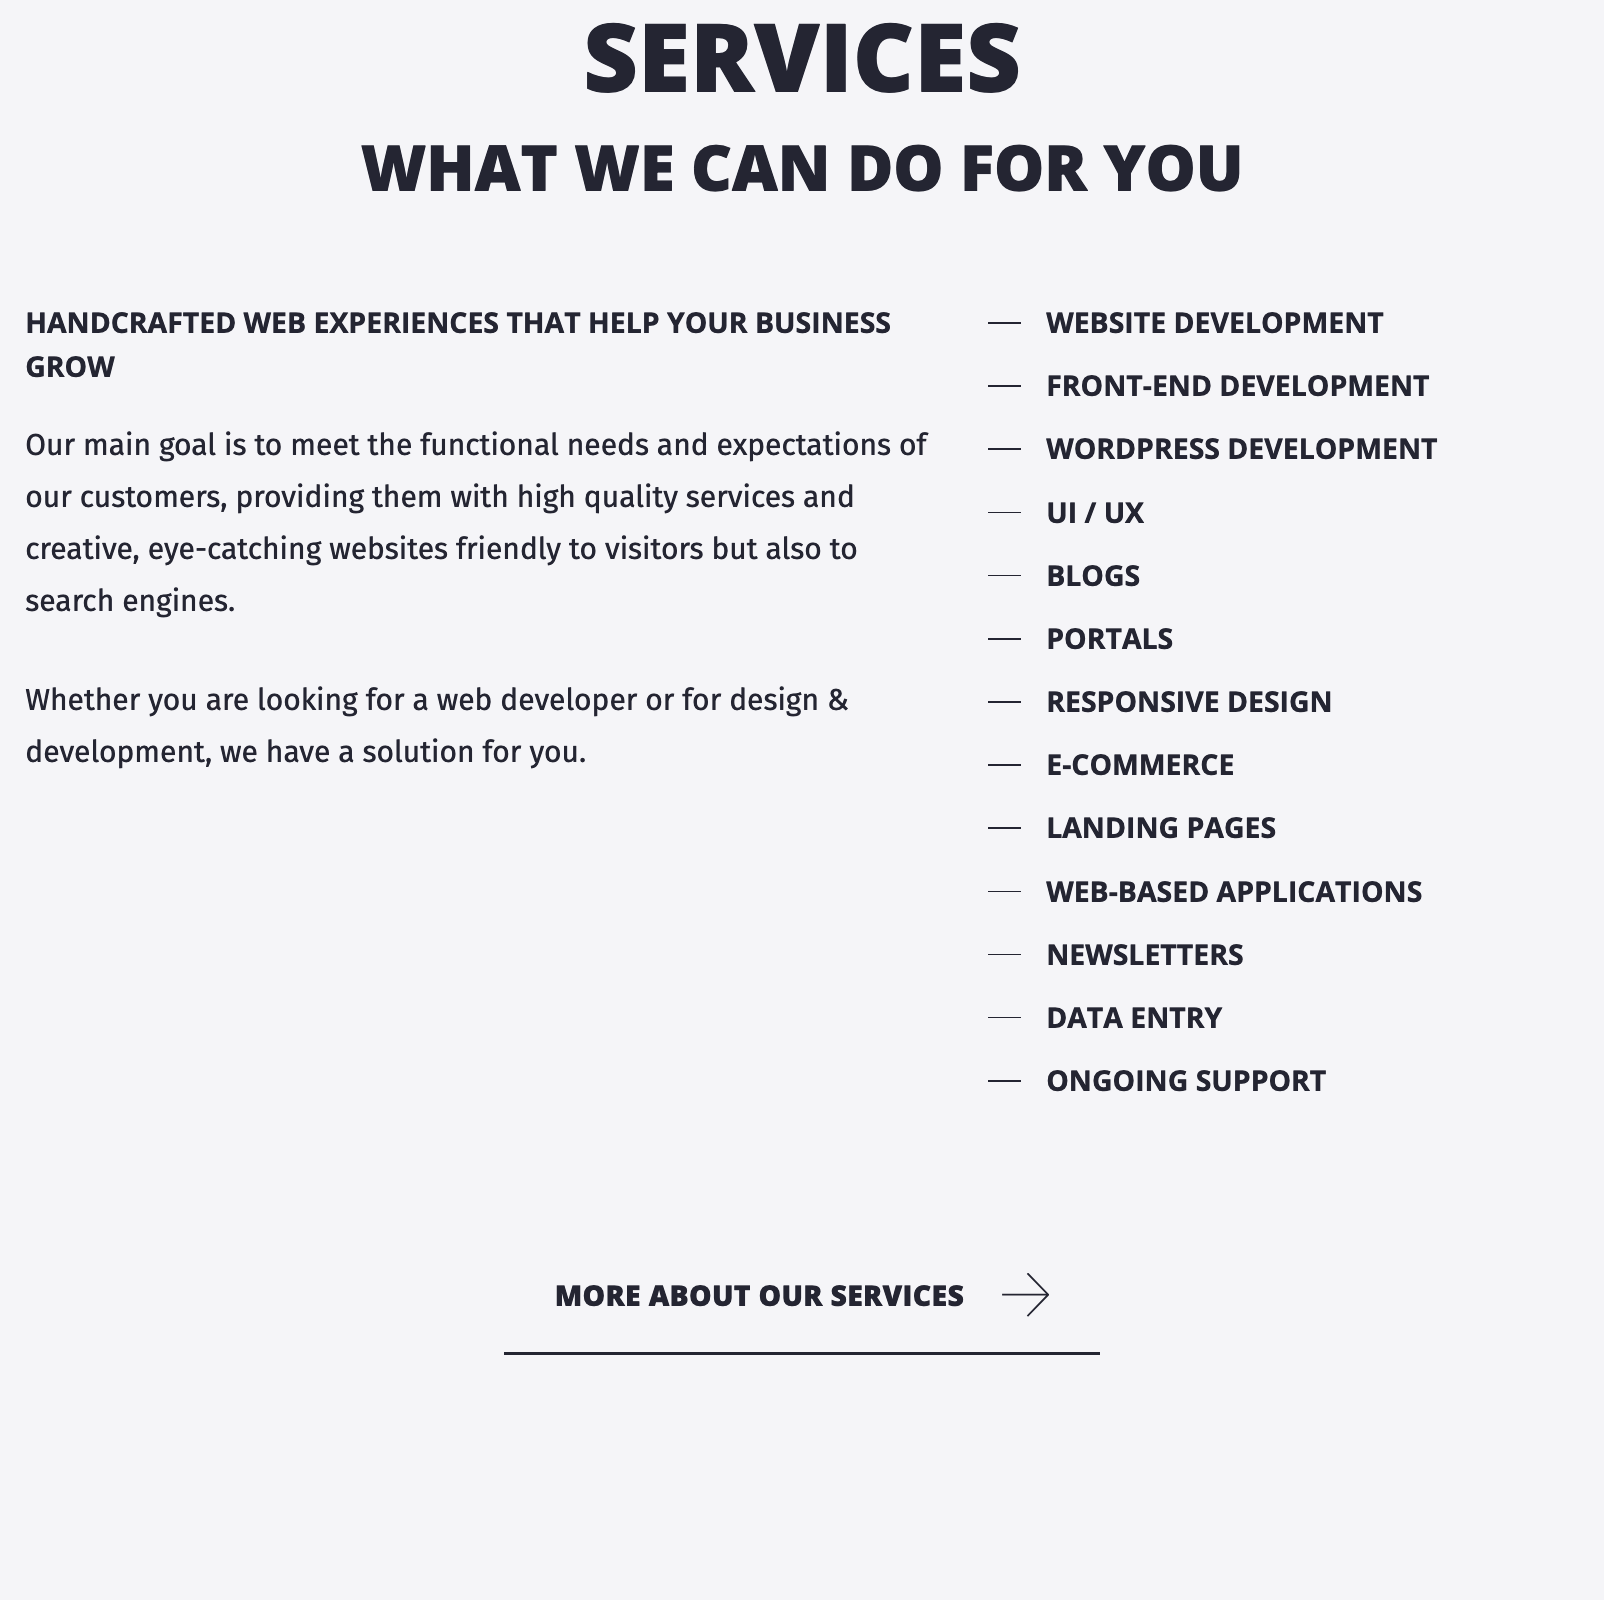 SERVICES
WHAT WE CAN DO FOR YOU
HANDCRAFTED WEB EXPERIENCES THAT HELP YOUR BUSINESS
GROW
Our main goal is to meet the functional needs and expectations of
our customers, providing them with high quality services and
creative, eye-catching websites friendly to visitors but also to
search engines.
Whether you are looking for a web developer or for design &
development, we have a solution for you.
WEBSITE DEVELOPMENT
FRONT-END DEVELOPMENT
WORDPRESS DEVELOPMENT
UI / UX
BLOGS
PORTALS
RESPONSIVE DESIGN
E-COMMERCE
LANDING PAGES
WEB-BASED APPLICATIONS
NEWSLETTERS
DATA ENTRY
ONGOING SUPPORT
MORE ABOUT OUR SERVICES